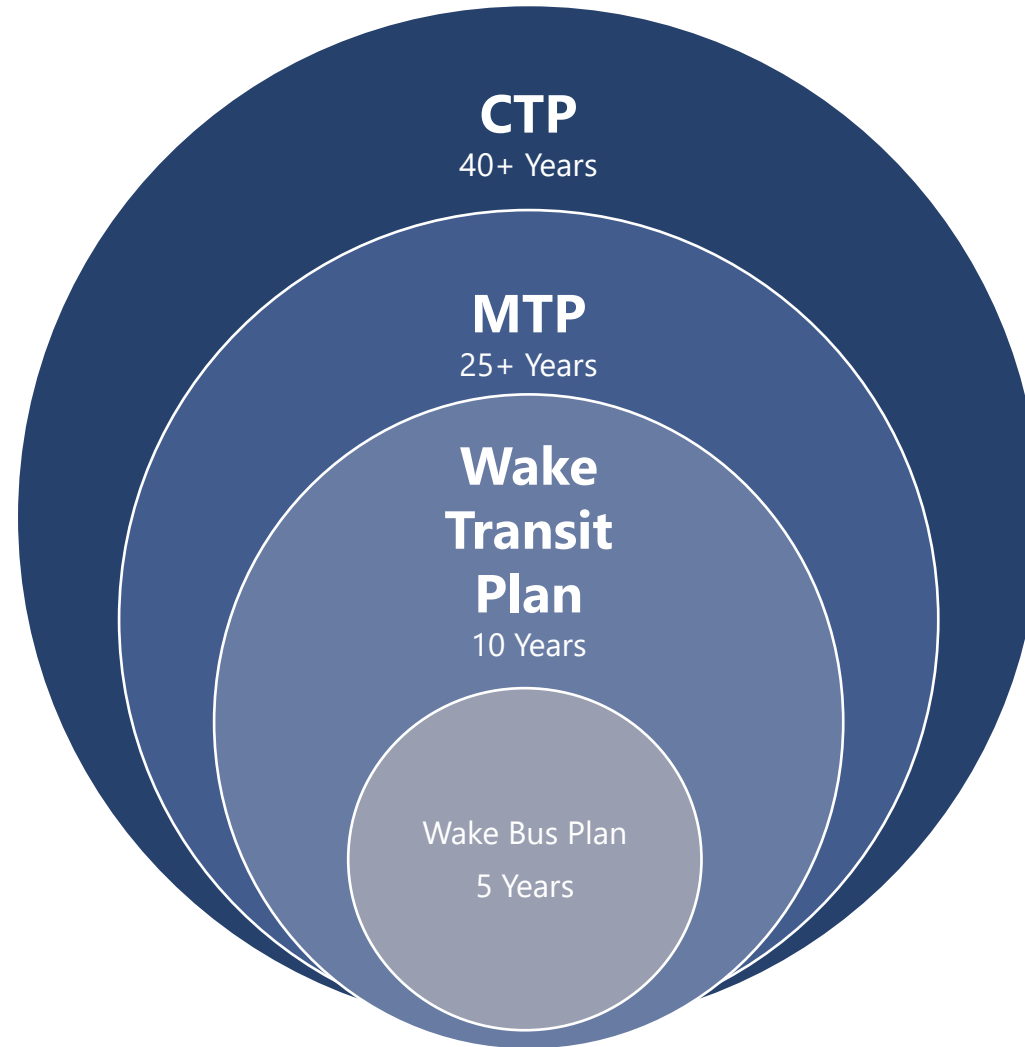 CTP
40+ Years
MTP
25+ Years
Wake
Transit
Plan
10 Years
Wake Bus Plan
5 Years